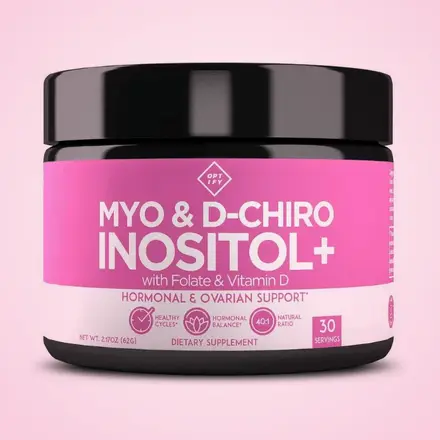 OPT
IFY
MYO & D-CHIRO
INOSITOL+
with Folate & Vitamin D
HORMONAL & OVARIAN SUPPORT*
HEALTHY
CYCLES*
HORMONAL
BALANCE*
40:1
NATURAL
RATIO
30
SERVINGS
NET WT. 2.17OZ (62G)
DIETARY SUPPLEMENT